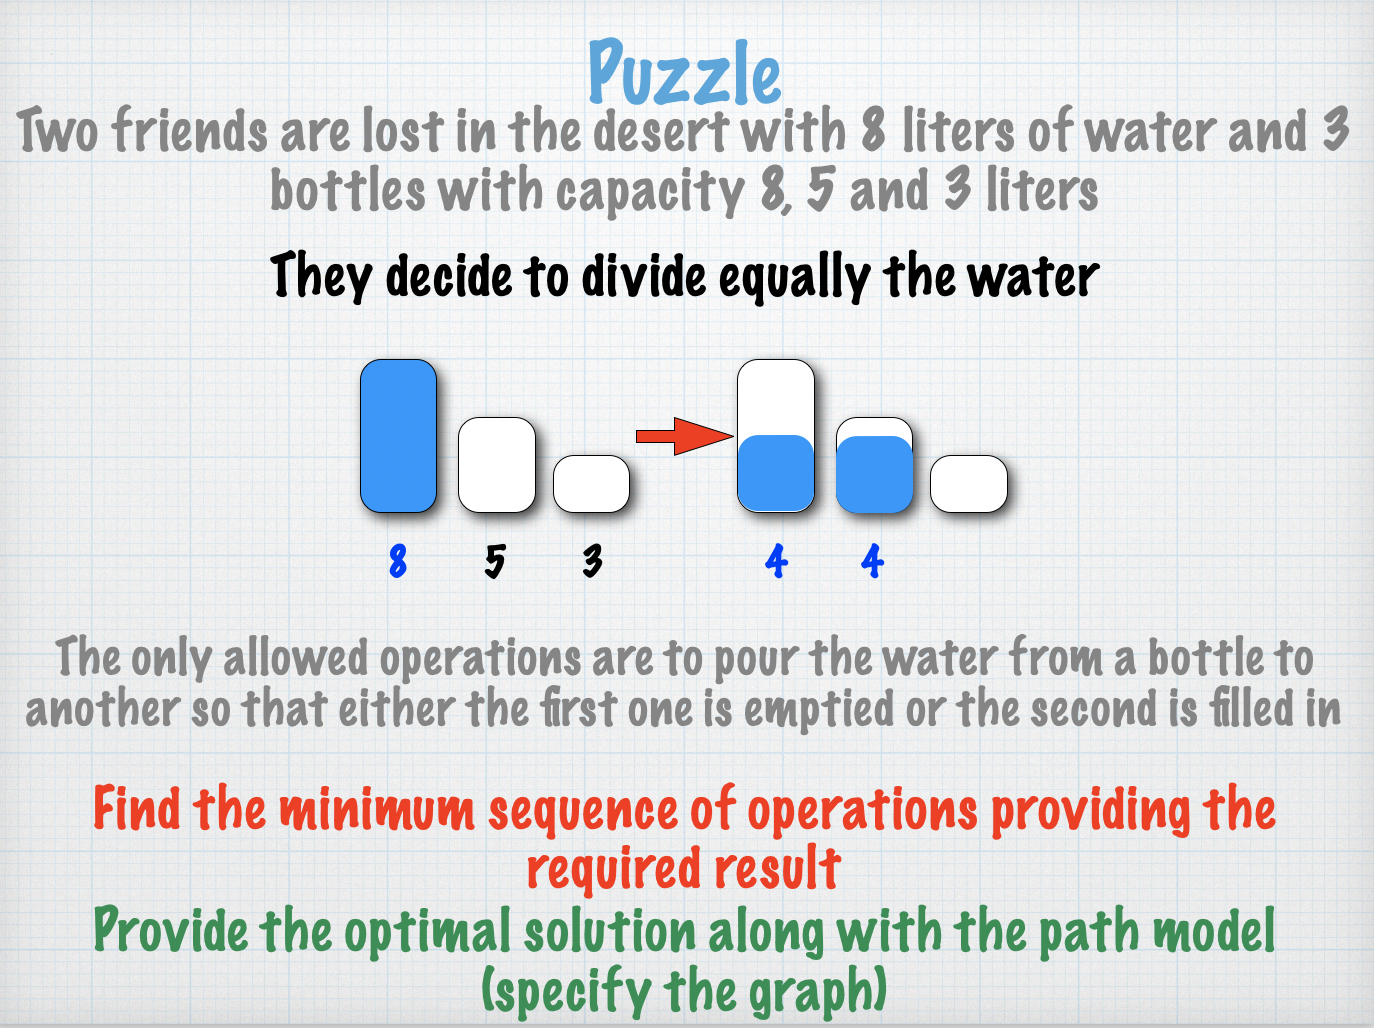 Puzzle
Two friends are lost in the desert with 8 liters of water and 3
bottles with capacity 8, 5 and 3 liters
They decide to divide equally the water
8 5 3 4 4
The only allowed operations are to pour the water from a bottle to
another so that either the first one is emptied or the second is filled in
Find the minimum sequence of operations providing the
required result
Provide the optimal solution along with the path model
(specify the graph)